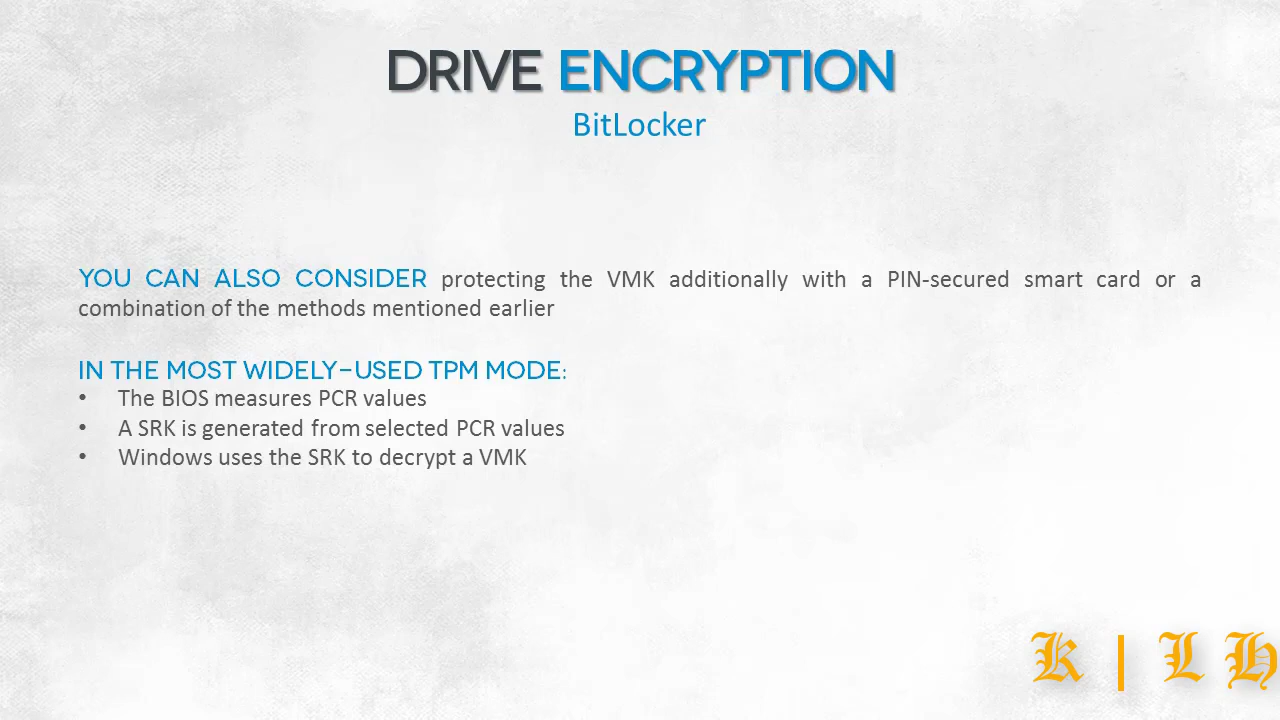 DRIVE ENCRYPTION
BitLocker
YOU CAN ALSO CONSIDER protecting the VMK additionally with a PIN-secured smart card or a
combination of the methods mentioned earlier
IN THE MOST WIDELY-USED TPM MODE:
• The BIOS measures PCR values
• A SRK is generated from selected PCR values
• Windows uses the SRK to decrypt a VMK
K | L H